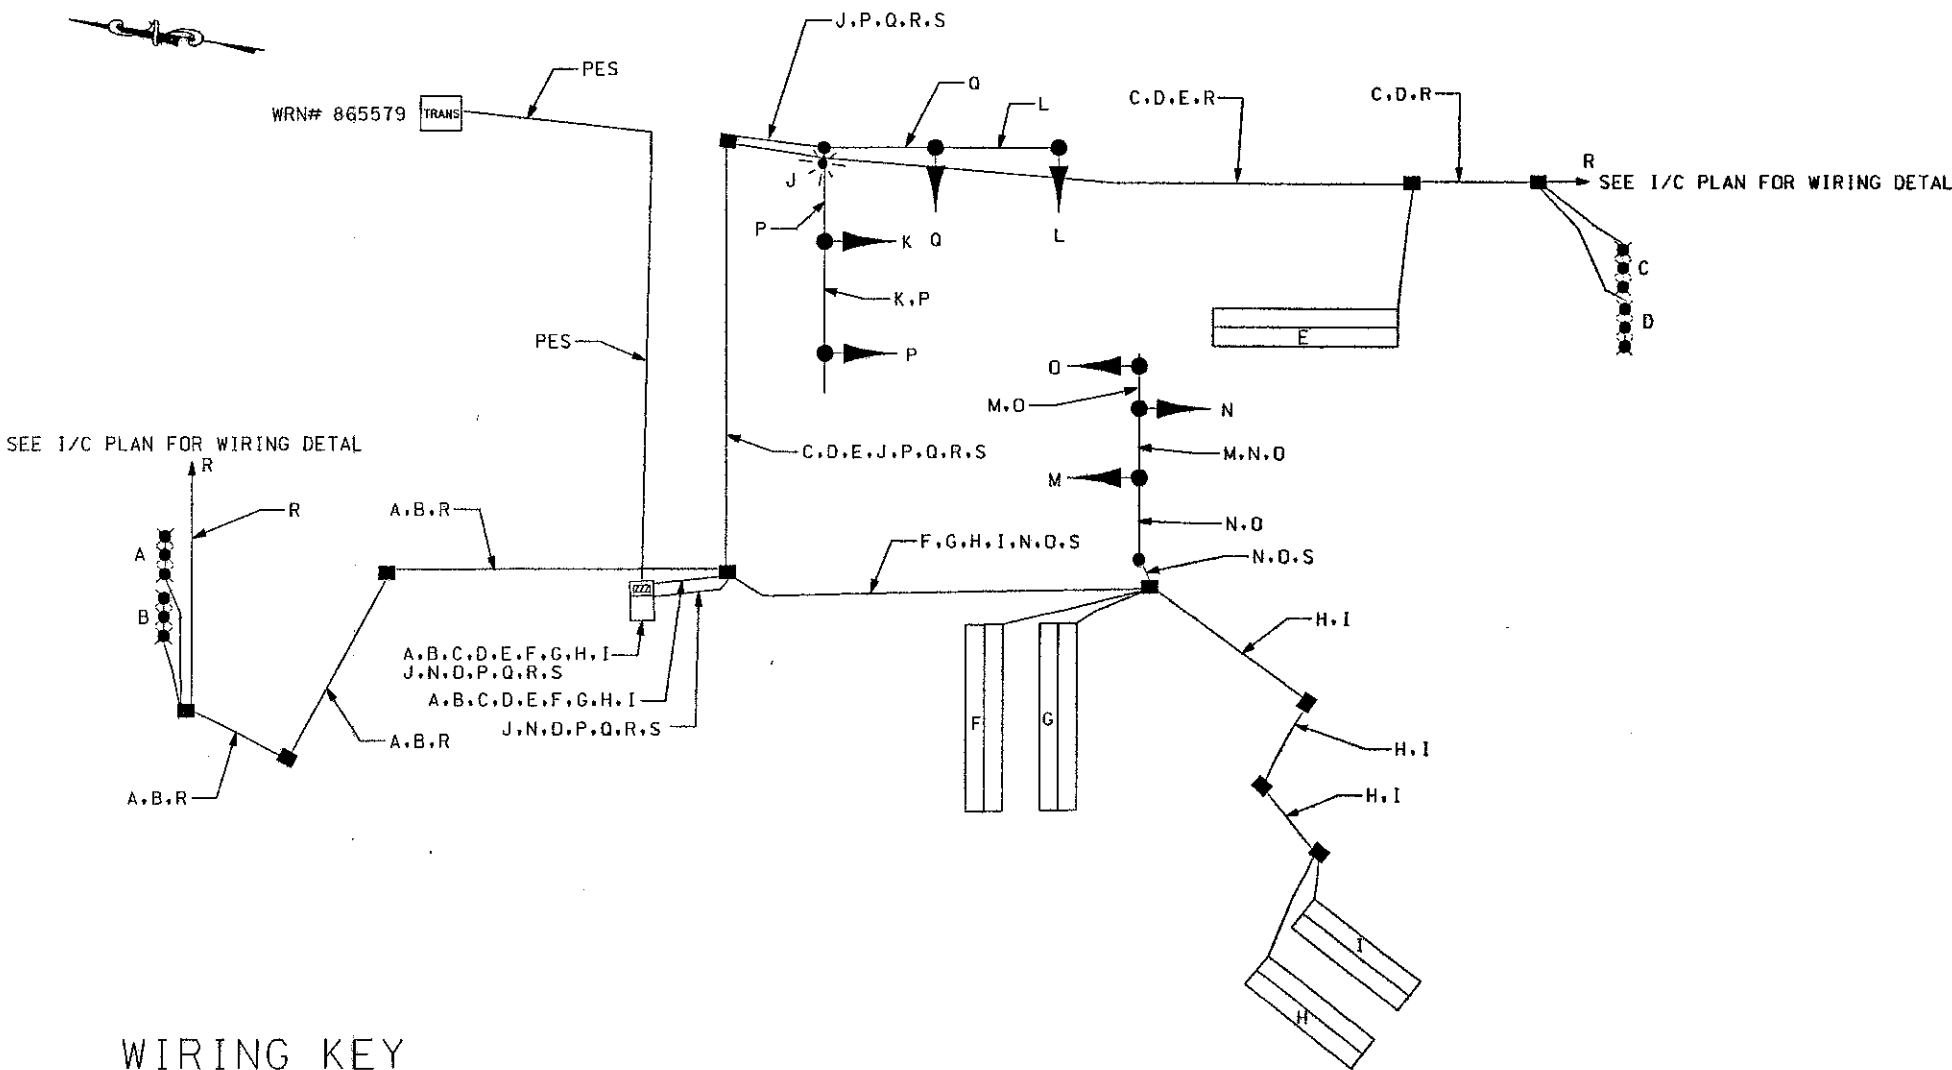 J,P,Q,R,S
PES
Q
L
C,D,E,R
C,D,R
WRN# 865579
TRANS
R
SEE I/C PLAN FOR WIRING DETAL
J
P
K
Q
L
C
K,P
D
PES
E
P
O
M,O
N
SEE I/C PLAN FOR WIRING DETAL
R
C,D,E,J,P,Q,R,S
M,N,O
M
R
A,B,R
N,O
F,G,H,I,N,O,S
A
N,O,S
B
H,I
A,B,C,D,E,F,G,H,I
J,N,O,P,Q,R,S
A,B,C,D,E,F,G,H,I
J,N,O,P,Q,R,S
F
G
A,B,R
H,I
A,B,R
H,I
I
H
WIRING KEY